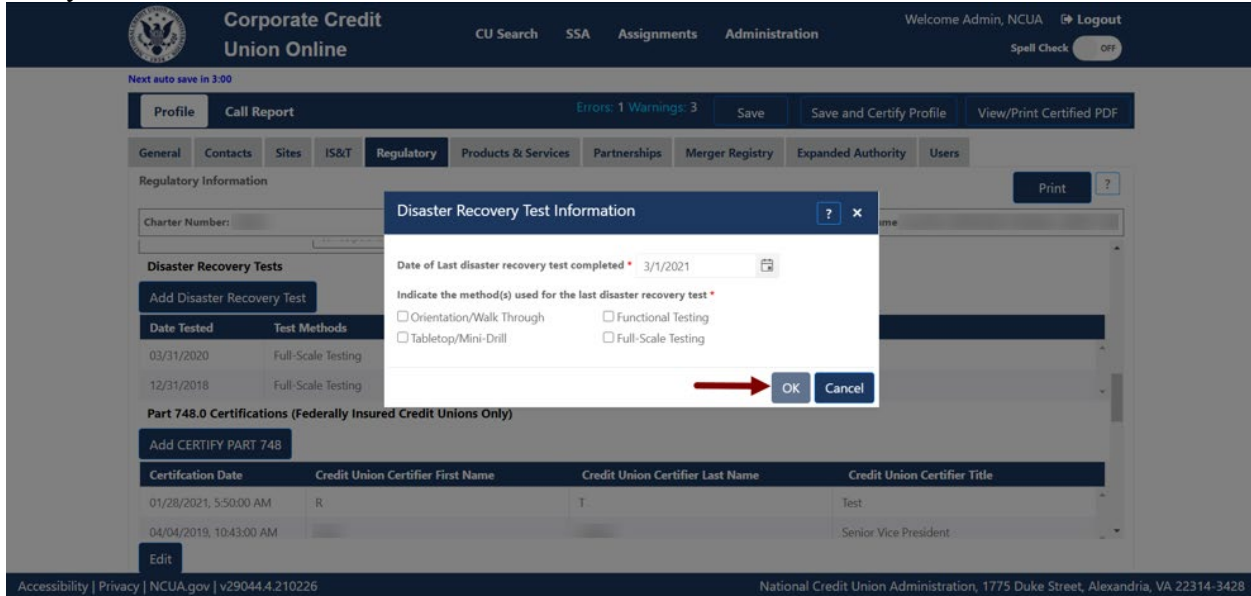 Corporate Credit
Union Online
CU Search SSA Assignments Administration
Welcome Admin, NCUA Logout
Spell Check OFF
Next auto save in 3:00
Profile Call Report Errors: 1 Warnings: 3 Save Save and Certify Profile View/Print Certified PDF
General Contacts Sites IS&T Regulatory Products & Services Partnerships Merger Registry Expanded Authority Users
Regulatory Information
Print ?
Charter Number:
Disaster Recovery Test Information ? ×
Disaster Recovery Tests
Date of Last disaster recovery test completed * 3/1/2021
Add Disaster Recovery Test
Indicate the method(s) used for the last disaster recovery test *
Orientation/Walk Through Functional Testing
Tabletop/Mini-Drill Full-Scale Testing
OK Cancel
Date Tested Test Methods
03/31/2020 Full-Scale Testing
12/31/2018 Full-Scale Testing
Part 748.0 Certifications (Federally Insured Credit Unions Only)
Add CERTIFY PART 748
Certifcation Date Credit Union Certifier First Name Credit Union Certifier Last Name Credit Union Certifier Title
01/28/2021, 5:50:00 AM R T Test
04/04/2019, 10:43:00 AM Senior Vice President
Edit
Accessibility | Privacy | NCUA.gov | v29044.4.210226
National Credit Union Administration, 1775 Duke Street, Alexandria, VA 22314-3428